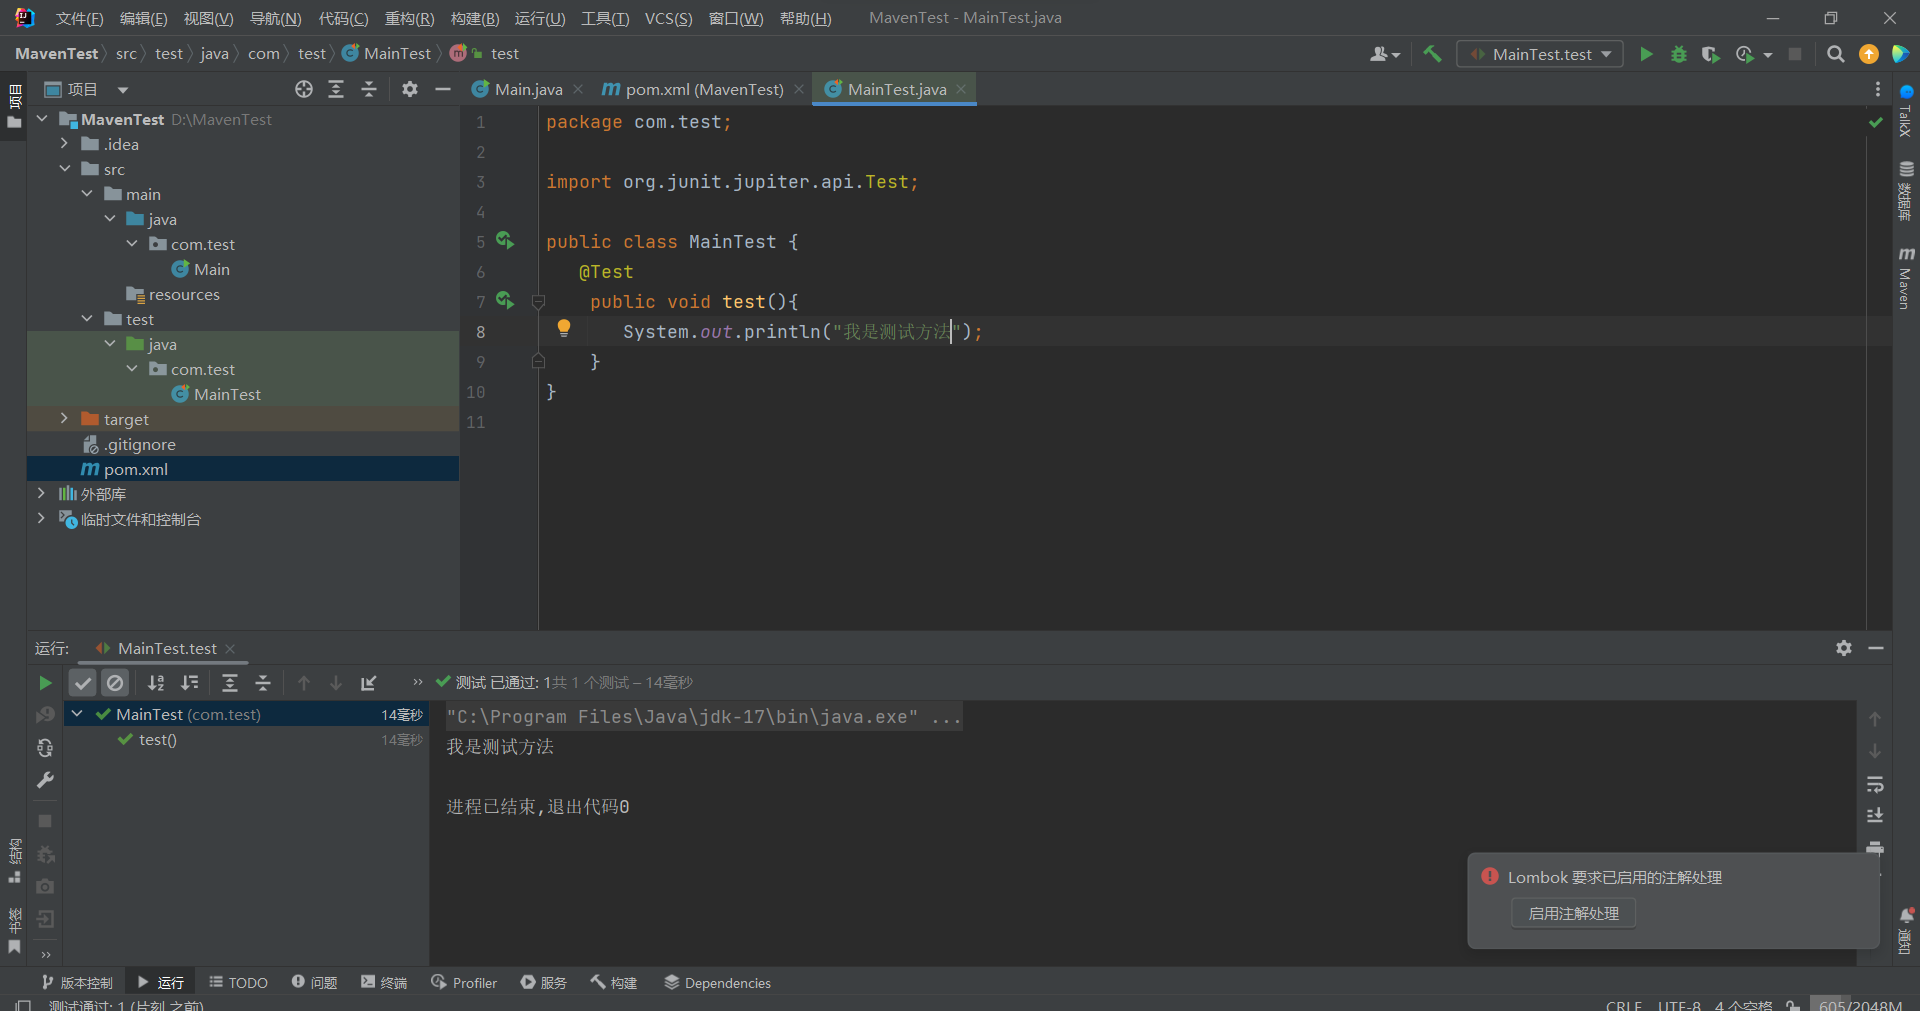 文件(F) 编辑(E) 视图(V) 导航(N) 代码(C) 重构(R) 构建(B) 运行(U) 工具(T) VCS(S) 窗口(W) 帮助(H) MavenTest - MainTest.java
MavenTest src test java com test MainTest test MainTest.test
项目
Main.java pom.xml (MavenTest) MainTest.java
MavenTest D:\MavenTest
.idea
src
main
java
com.test
Main
resources
test
java
com.test
MainTest
target
.gitignore
pom.xml
外部库
临时文件和控制台
1 package com.test;
2
3 import org.junit.jupiter.api.Test;
4
5 public class MainTest {
6 @Test
7 public void test(){
8 System.out.println("我是测试方法");
9 }
10 }
11
项目
结构
书签
TalkX
数据库
Maven
通知
运行: MainTest.test
测试 已通过: 1共 1 个测试 – 14毫秒
MainTest (com.test) 14毫秒
test() 14毫秒
"C:\Program Files\Java\jdk-17\bin\java.exe" ...
我是测试方法
进程已结束,退出代码0
Lombok 要求已启用的注解处理
启用注解处理
版本控制 运行 TODO 问题 终端 Profiler 服务 构建 Dependencies
测试通过: 1 (片刻 之前) CRLF UTF-8 4 个空格 605/2048M